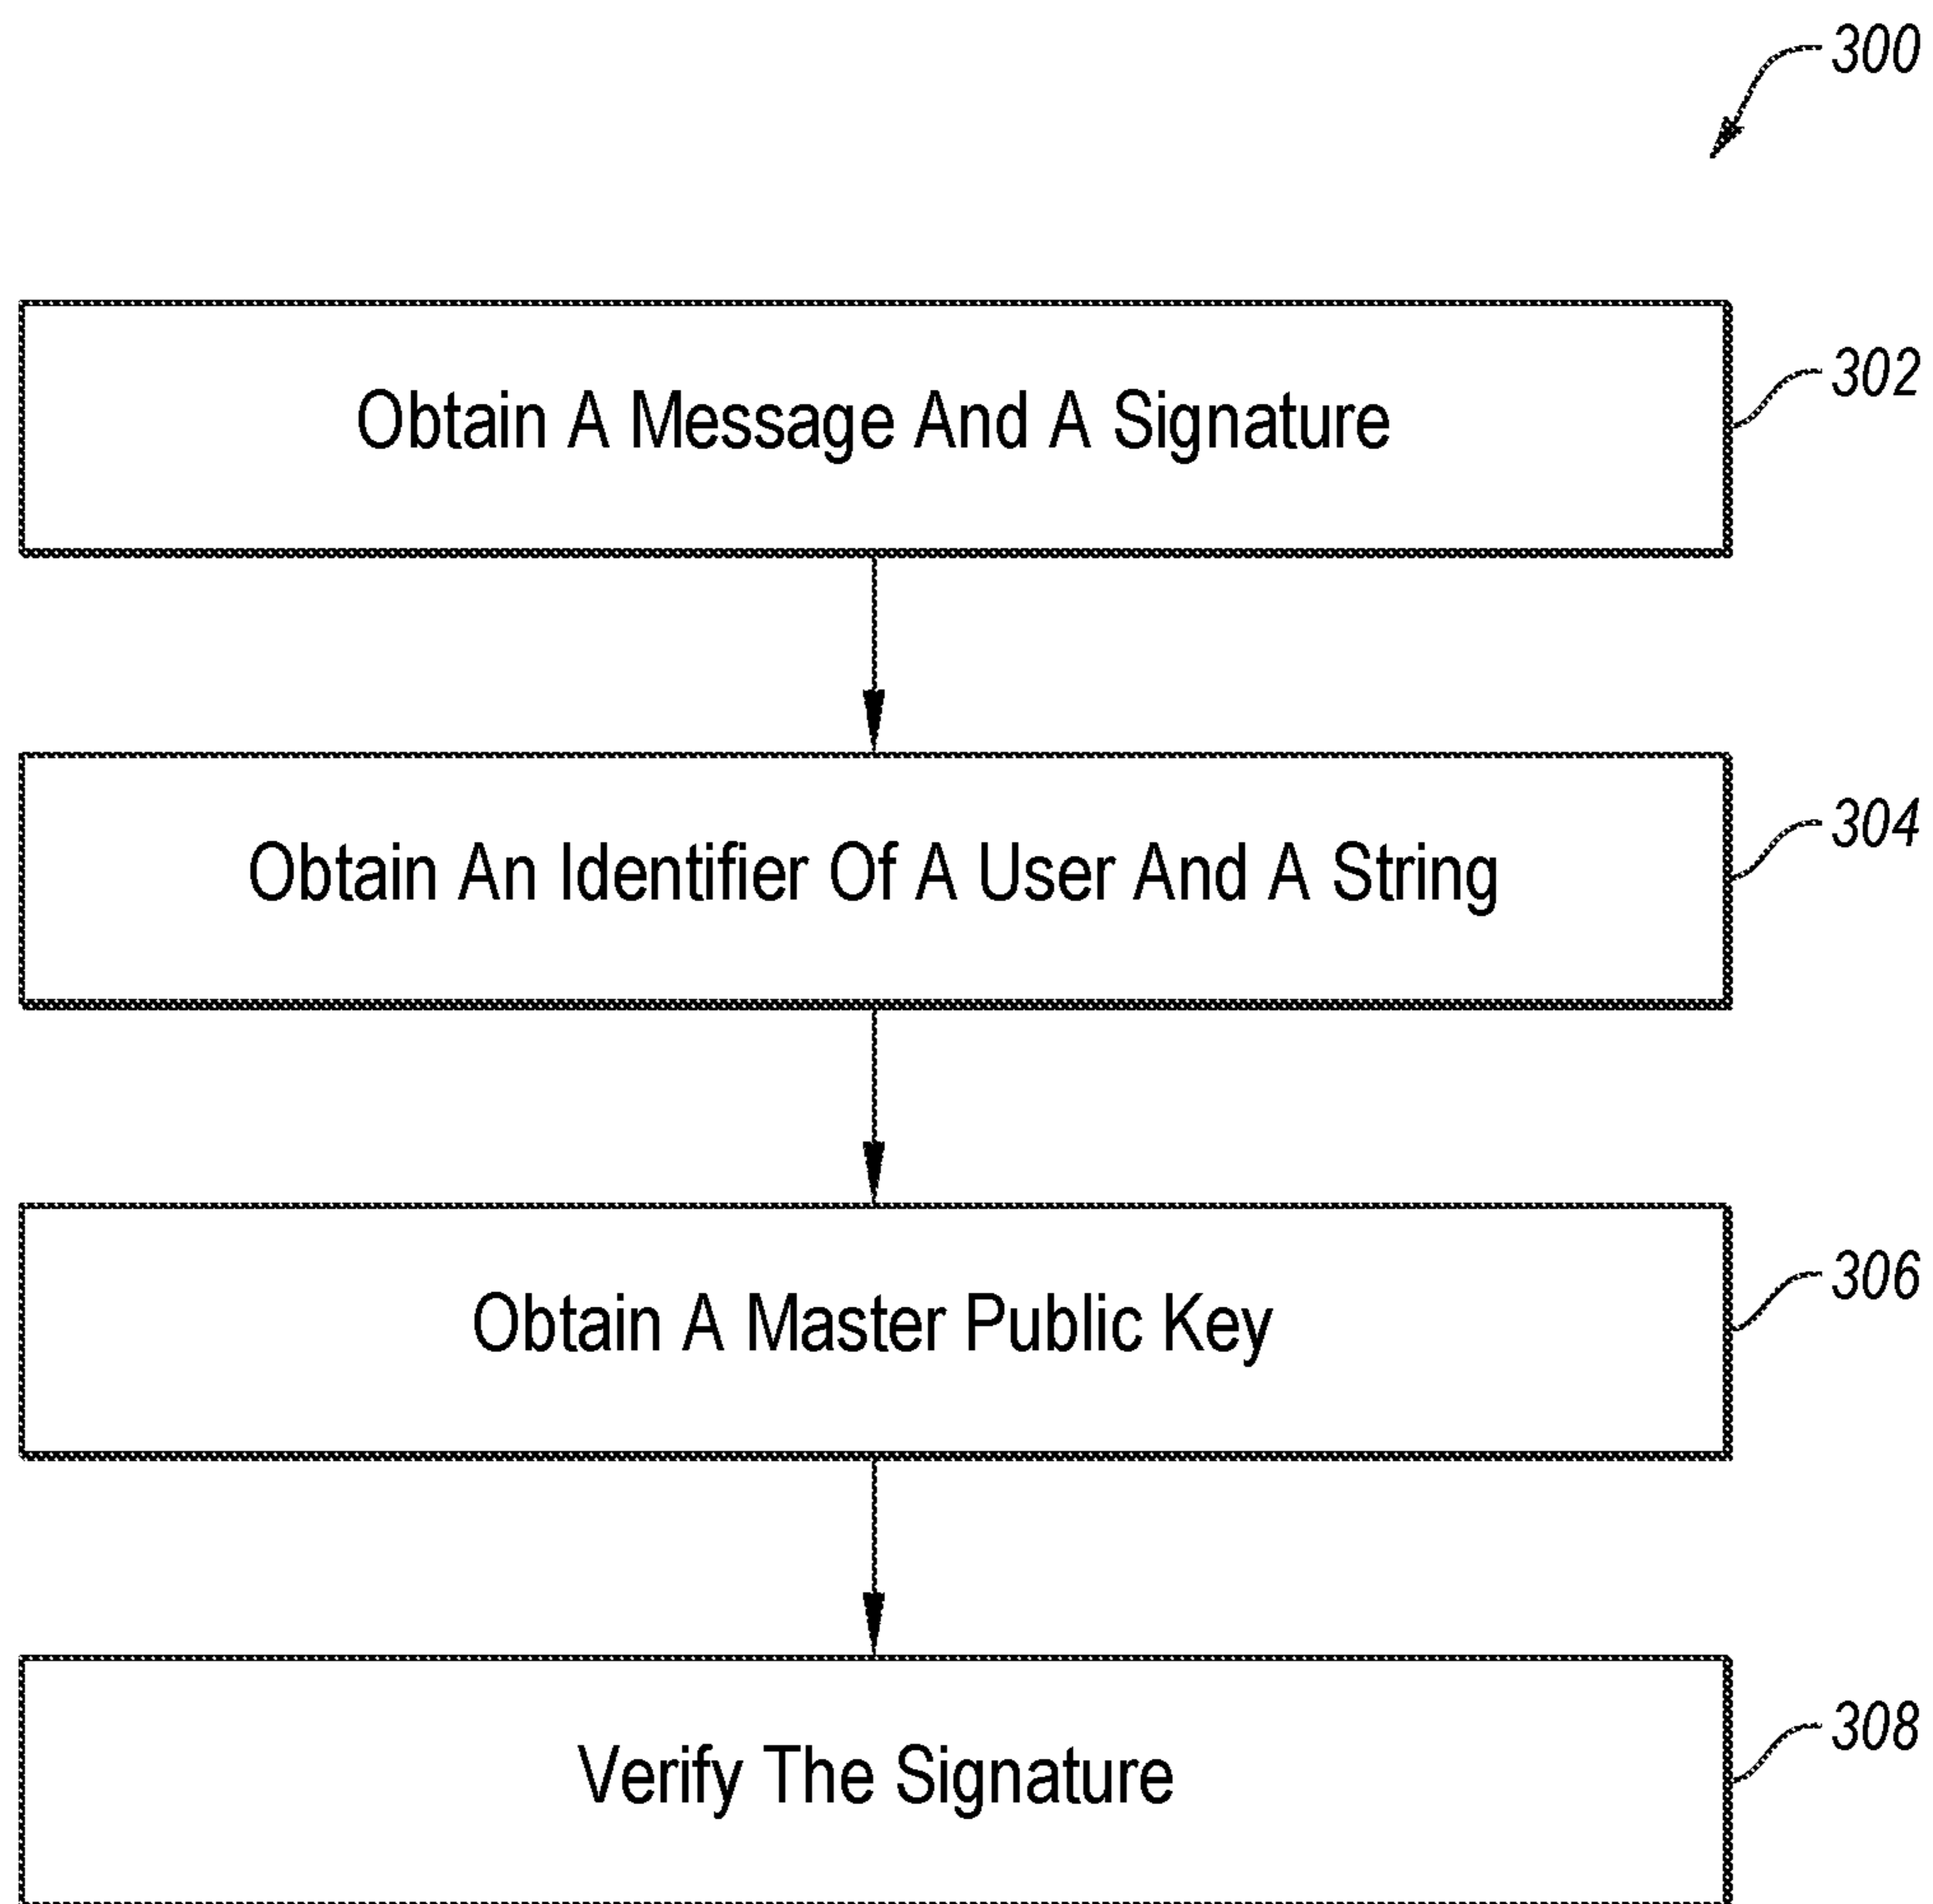 300
Obtain A Message And A Signature
302
Obtain An Identifier Of A User And A String
304
Obtain A Master Public Key
306
Verify The Signature
308